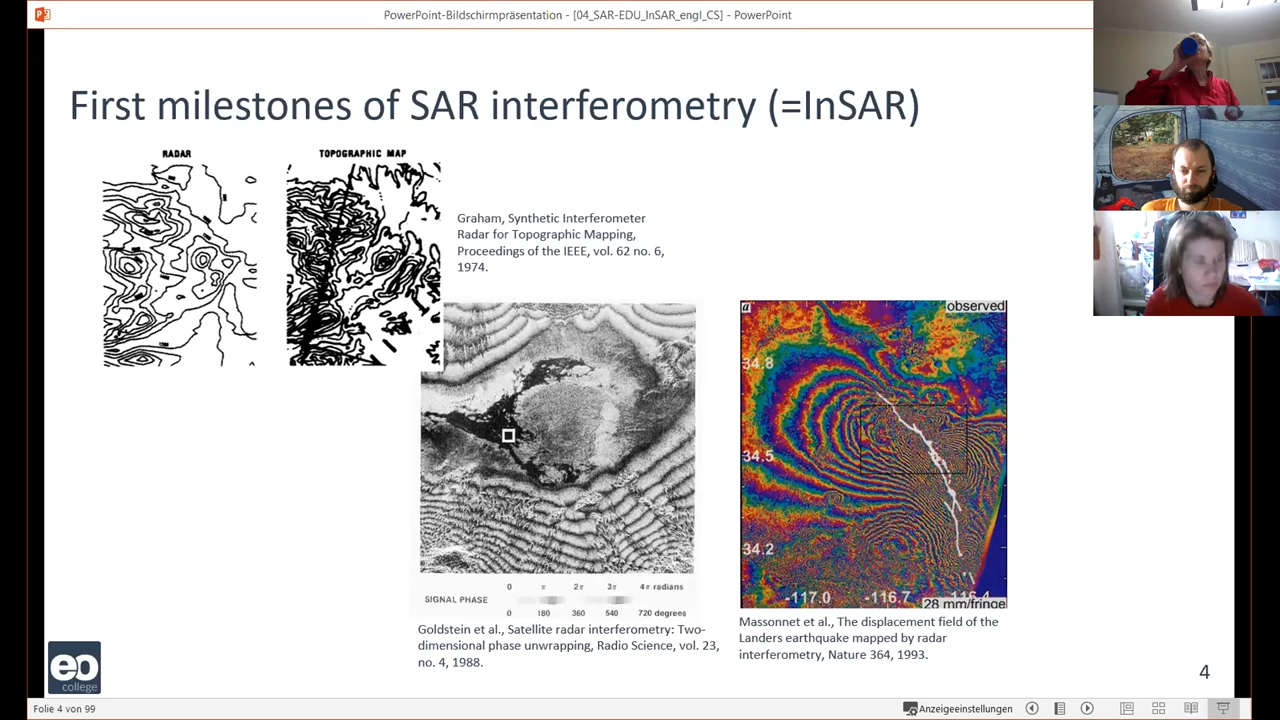 PowerPoint-Bildschirmpräsentation - [04_SAR-EDU_InSAR_engl_CS] - PowerPoint
First milestones of SAR interferometry (=InSAR)
RADAR
TOPOGRAPHIC MAP
Graham, Synthetic Interferometer
Radar for Topographic Mapping,
Proceedings of the IEEE, vol. 62 no. 6,
1974.
a
observed
34.8
34.5
34.2
-117.0
-116.7
116.4
28 mm/fringe
0 π 2π 3π 4π radians
SIGNAL PHASE
0 180 360 540 720 degrees
Goldstein et al., Satellite radar interferometry: Two-
dimensional phase unwrapping, Radio Science, vol. 23,
no. 4, 1988.
Massonnet et al., The displacement field of the
Landers earthquake mapped by radar
interferometry, Nature 364, 1993.
eo
college
4
Folie 4 von 99
Anzeigeeinstellungen